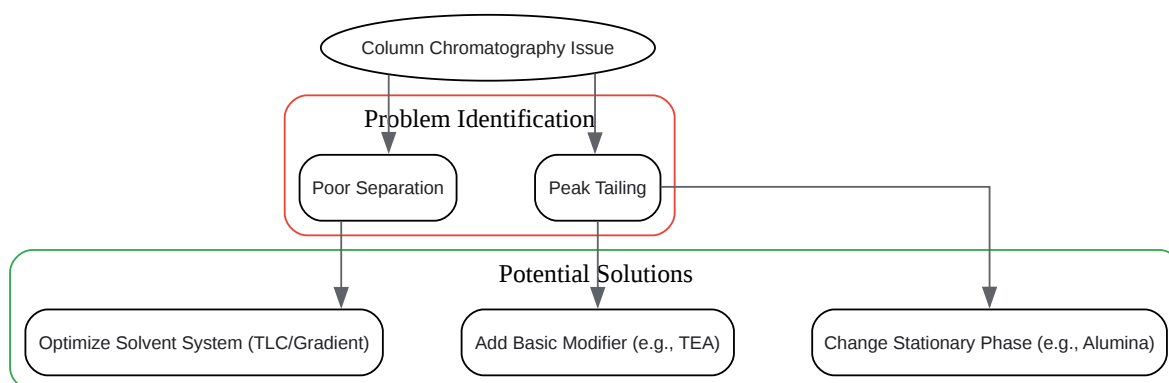 Column Chromatography Issue
Problem Identification
Poor Separation
Peak Tailing
Potential Solutions
Optimize Solvent System (TLC/Gradient)
Add Basic Modifier (e.g., TEA)
Change Stationary Phase (e.g., Alumina)